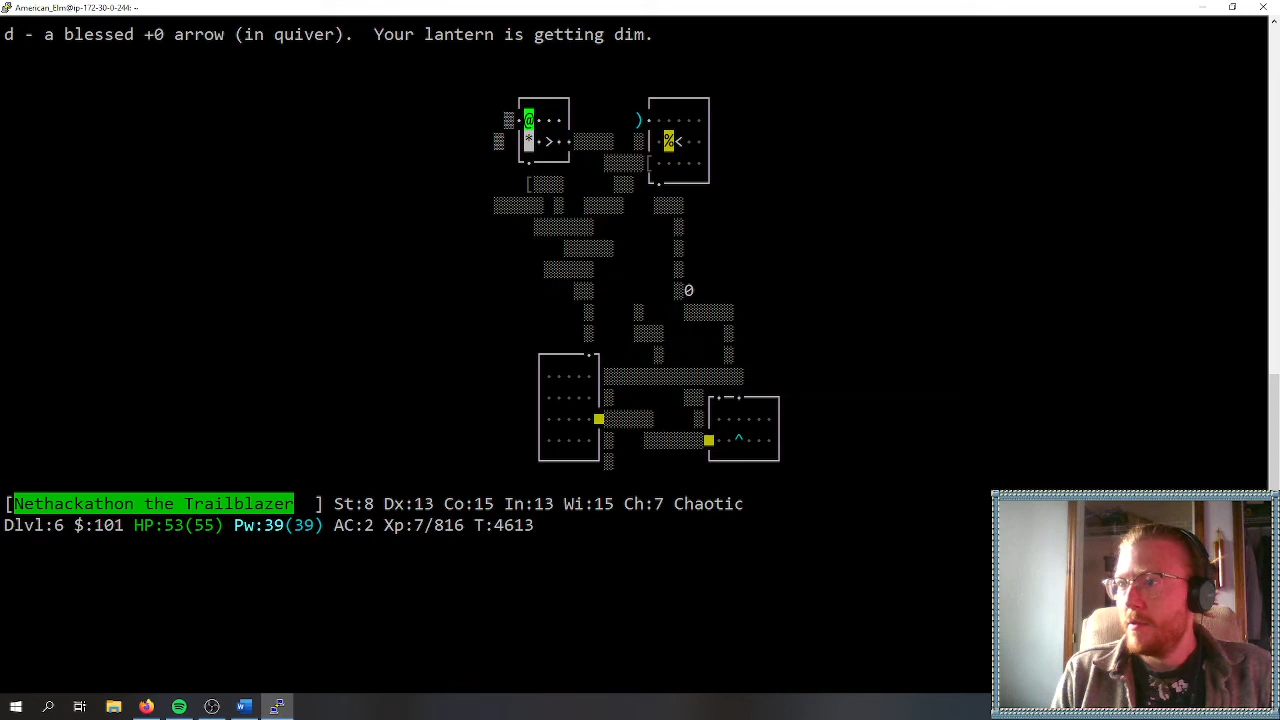 American_Elm@ip-172-30-0-244: ~
d - a blessed +0 arrow (in quiver).  Your lantern is getting dim.
[Nethackathon the Trailblazer  ] St:8 Dx:13 Co:15 In:13 Wi:15 Ch:7 Chaotic
Dlvl:6 $:101 HP:53(55) Pw:39(39) AC:2 Xp:7/816 T:4613